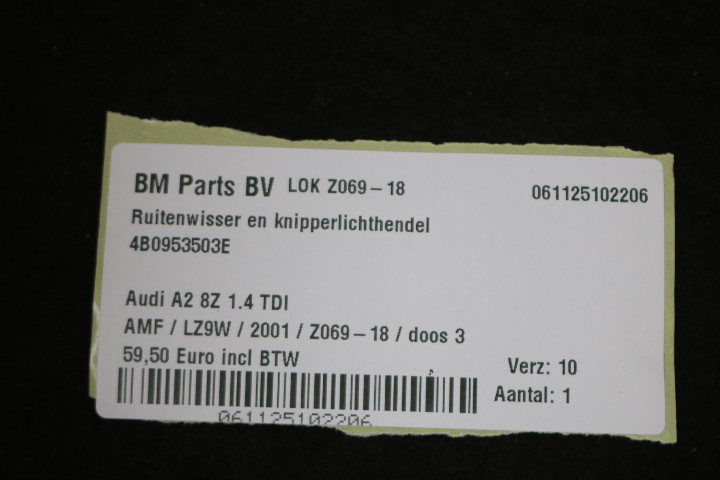 BM Parts BV LOK Z069-18 061125102206
Ruitenwisser en knipperlichthendel
4B0953503E
Audi A2 8Z 1.4 TDI
AMF / LZ9W / 2001 / Z069-18 / doos 3
59,50 Euro incl BTW
Verz: 10
Aantal: 1
061125102206